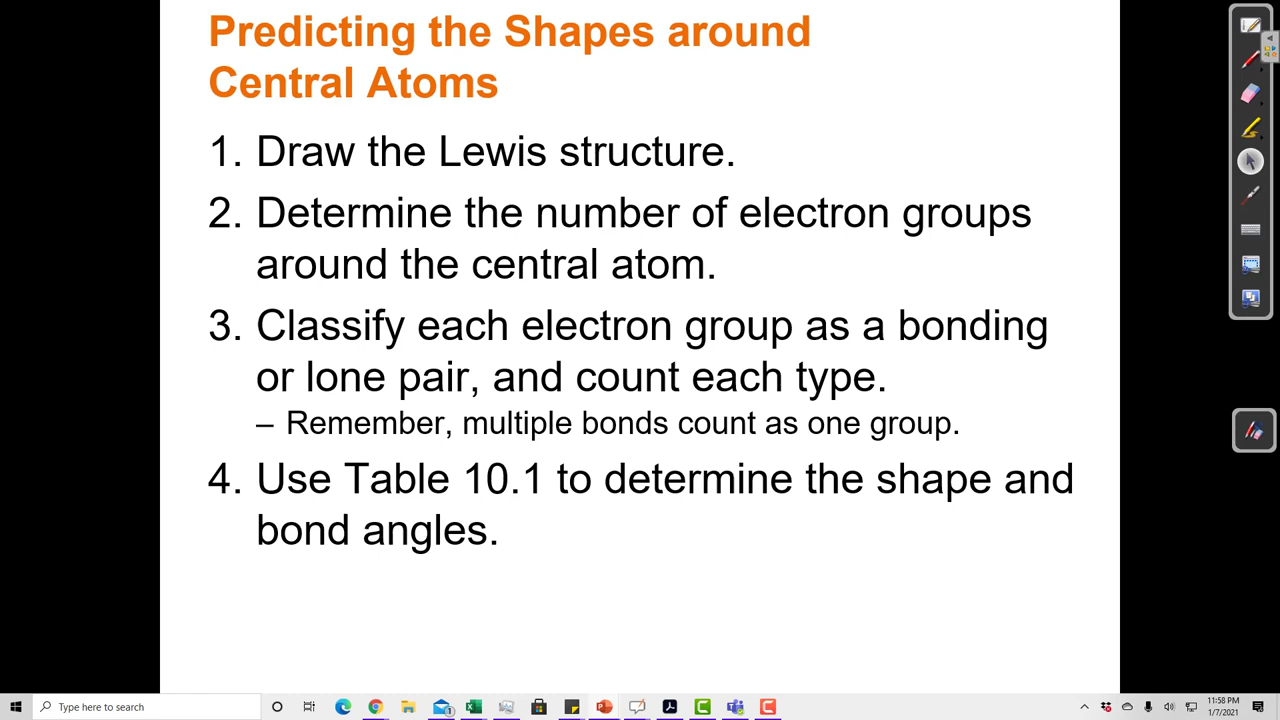 Predicting the Shapes around
Central Atoms
1. Draw the Lewis structure.
2. Determine the number of electron groups
around the central atom.
3. Classify each electron group as a bonding
or lone pair, and count each type.
– Remember, multiple bonds count as one group.
4. Use Table 10.1 to determine the shape and
bond angles.
Type here to search
11:58 PM
1/7/2021